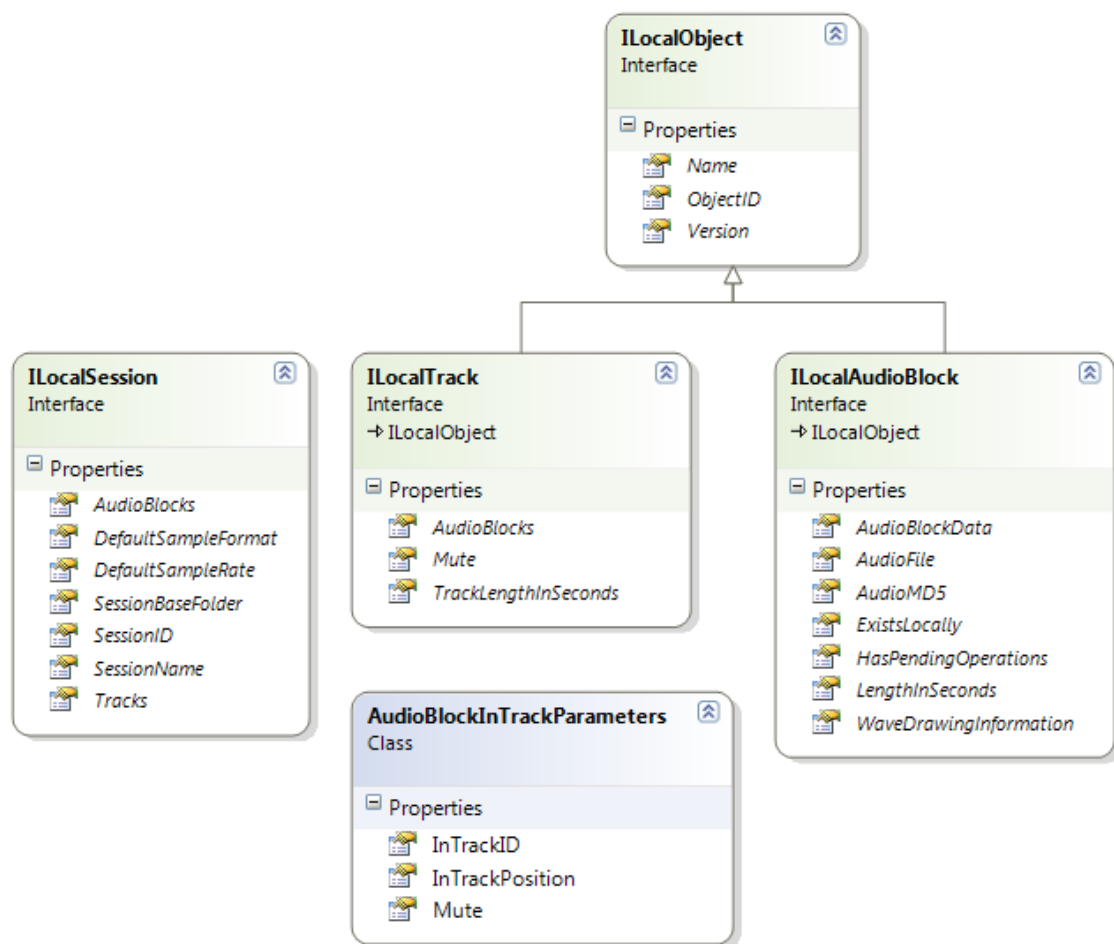 ILocalObject
Interface
Properties
Name
ObjectID
Version
ILocalSession
Interface
Properties
AudioBlocks
DefaultSampleFormat
DefaultSampleRate
SessionBaseFolder
SessionID
SessionName
Tracks
ILocalTrack
Interface
ILocalObject
Properties
AudioBlocks
Mute
TrackLengthInSeconds
ILocalAudioBlock
Interface
ILocalObject
Properties
AudioBlockData
AudioFile
AudioMD5
ExistsLocally
HasPendingOperations
LengthInSeconds
WaveDrawingInformation
AudioBlockInTrackParameters
Class
Properties
InTrackID
InTrackPosition
Mute